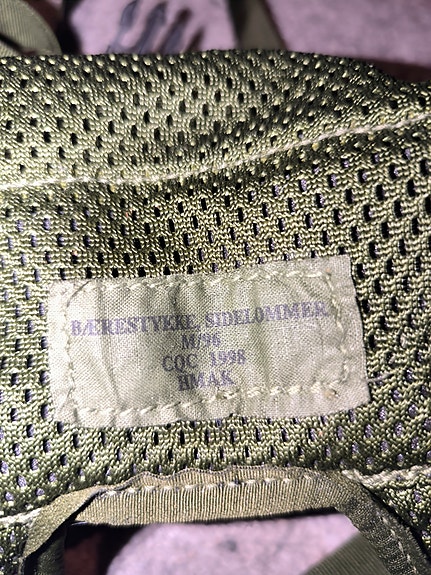 BÆRESTYKKE, SIDELOMMER
M/96
COC 1998
HMAK